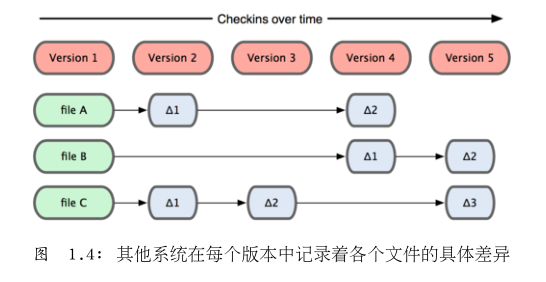 Checkins over time
Version 1 Version 2 Version 3 Version 4 Version 5
file A Δ1 Δ2
file B Δ1 Δ2
file C Δ1 Δ2 Δ3
图 1.4: 其他系统在每个版本中记录着各个文件的具体差异